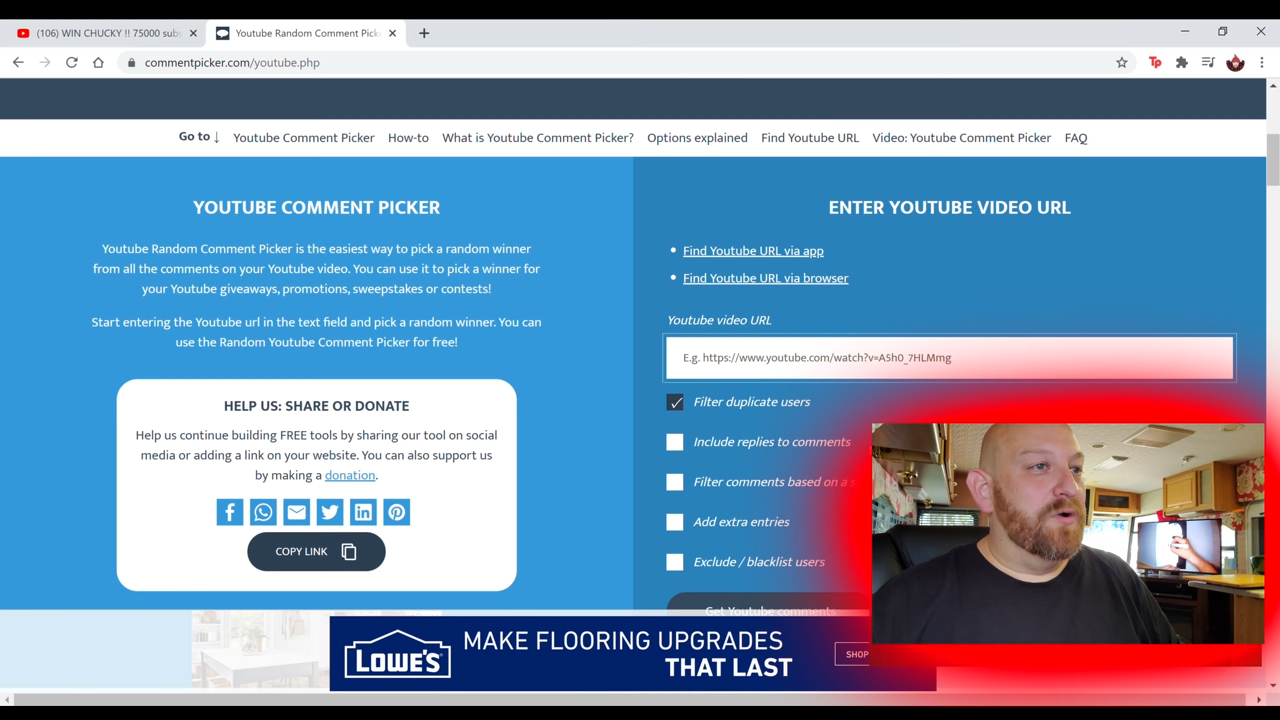 (106) WIN CHUCKY !! 75000 sub
Youtube Random Comment Pick
commentpicker.com/youtube.php
Go to ↓ Youtube Comment Picker How-to What is Youtube Comment Picker? Options explained Find Youtube URL Video: Youtube Comment Picker FAQ
YOUTUBE COMMENT PICKER
Youtube Random Comment Picker is the easiest way to pick a random winner
from all the comments on your Youtube video. You can use it to pick a winner for
your Youtube giveaways, promotions, sweepstakes or contests!
Start entering the Youtube url in the text field and pick a random winner. You can
use the Random Youtube Comment Picker for free!
HELP US: SHARE OR DONATE
Help us continue building FREE tools by sharing our tool on social
media or adding a link on your website. You can also support us
by making a donation.
COPY LINK
ENTER YOUTUBE VIDEO URL
• Find Youtube URL via app
• Find Youtube URL via browser
Youtube video URL
E.g. https://www.youtube.com/watch?v=A5h0_7HLMmg
Filter duplicate users
Include replies to comments
Filter comments based on a s
Add extra entries
Exclude / blacklist users
Get Youtube comments
LOWE'S
MAKE FLOORING UPGRADES
THAT LAST
SHOP
Tp